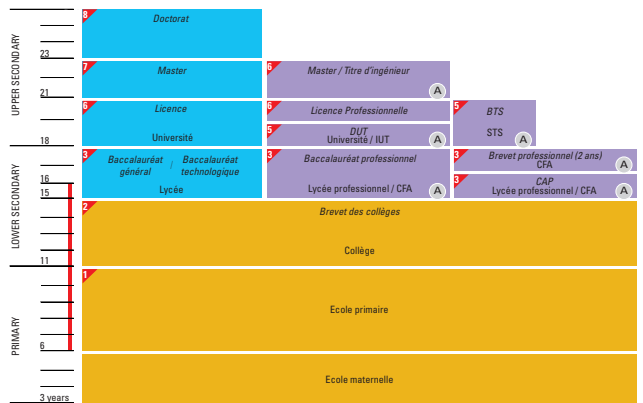 UPPER SECONDARY
LOWER SECONDARY
PRIMARY
23
21
18
16
15
11
6
3 years
8
Doctorat
7
Master
6
Master / Titre d'ingénieur
A
6
Licence
Université
6
Licence Professionnelle
5
DUT
Université / IUT
A
5
BTS
STS
A
3
Baccalauréat général / Baccalauréat technologique
Lycée
3
Baccalauréat professionnel
Lycée professionnel / CFA
A
3
Brevet professionnel (2 ans)
CFA
A
3
CAP
Lycée professionnel / CFA
A
2
Brevet des collèges
Collège
1
Ecole primaire
Ecole maternelle